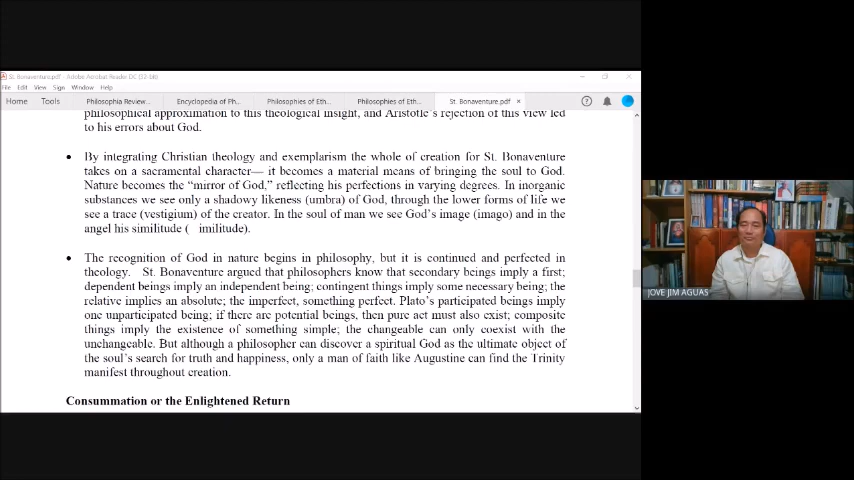 St. Bonaventure.pdf - Adobe Acrobat Reader DC (32-bit)
File Edit View Sign Window Help
Home Tools Philosophia Review... Encyclopedia of Ph... Philosophies of Eth... Philosophies of Eth... St. Bonaventure.pdf ×
philosophical approximation to this theological insight, and Aristotle's rejection of this view led
to his errors about God.
• By integrating Christian theology and exemplarism the whole of creation for St. Bonaventure
takes on a sacramental character— it becomes a material means of bringing the soul to God.
Nature becomes the “mirror of God,” reflecting his perfections in varying degrees. In inorganic
substances we see only a shadowy likeness (umbra) of God, through the lower forms of life we
see a trace (vestigium) of the creator. In the soul of man we see God's image (imago) and in the
angel his similitude ( imilitude).
• The recognition of God in nature begins in philosophy, but it is continued and perfected in
theology. St. Bonaventure argued that philosophers know that secondary beings imply a first;
dependent beings imply an independent being; contingent things imply some necessary being; the
relative implies an absolute; the imperfect, something perfect. Plato's participated beings imply
one unparticipated being; if there are potential beings, then pure act must also exist; composite
things imply the existence of something simple; the changeable can only coexist with the
unchangeable. But although a philosopher can discover a spiritual God as the ultimate object of
the soul's search for truth and happiness, only a man of faith like Augustine can find the Trinity
manifest throughout creation.
Consummation or the Enlightened Return
JOVE JIM AGUAS